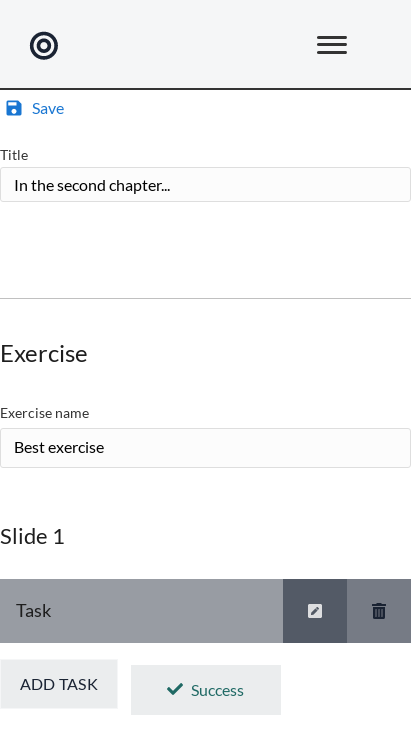 Save
Title
In the second chapter...
Exercise
Exercise name
Best exercise
Slide 1
Task
ADD TASK
Success